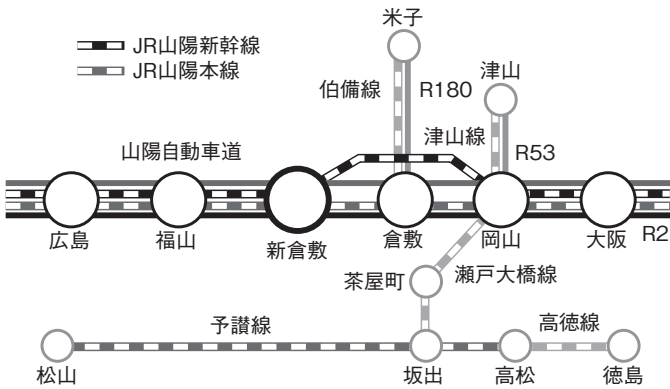 米子
JR山陽新幹線
JR山陽本線
津山
伯備線
R180
津山線
山陽自動車道
R53
広島
福山
新倉敷
倉敷
岡山
大阪
R2
茶屋町
瀬戸大橋線
予讃線
高徳線
松山
坂出
高松
徳島